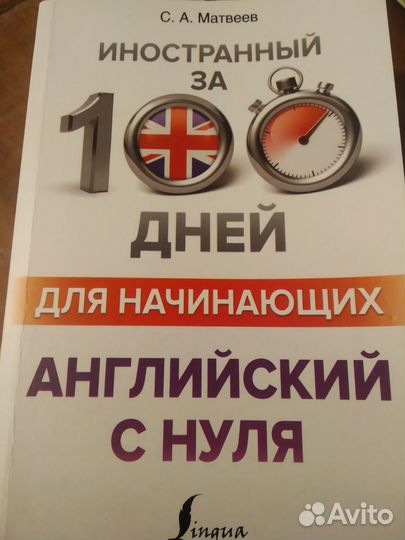 С. А. Матвеев
ИНОСТРАННЫЙ
ЗА
100
ДНЕЙ
ДЛЯ НАЧИНАЮЩИХ
АНГЛИЙСКИЙ
С НУЛЯ
Lingua
Avito